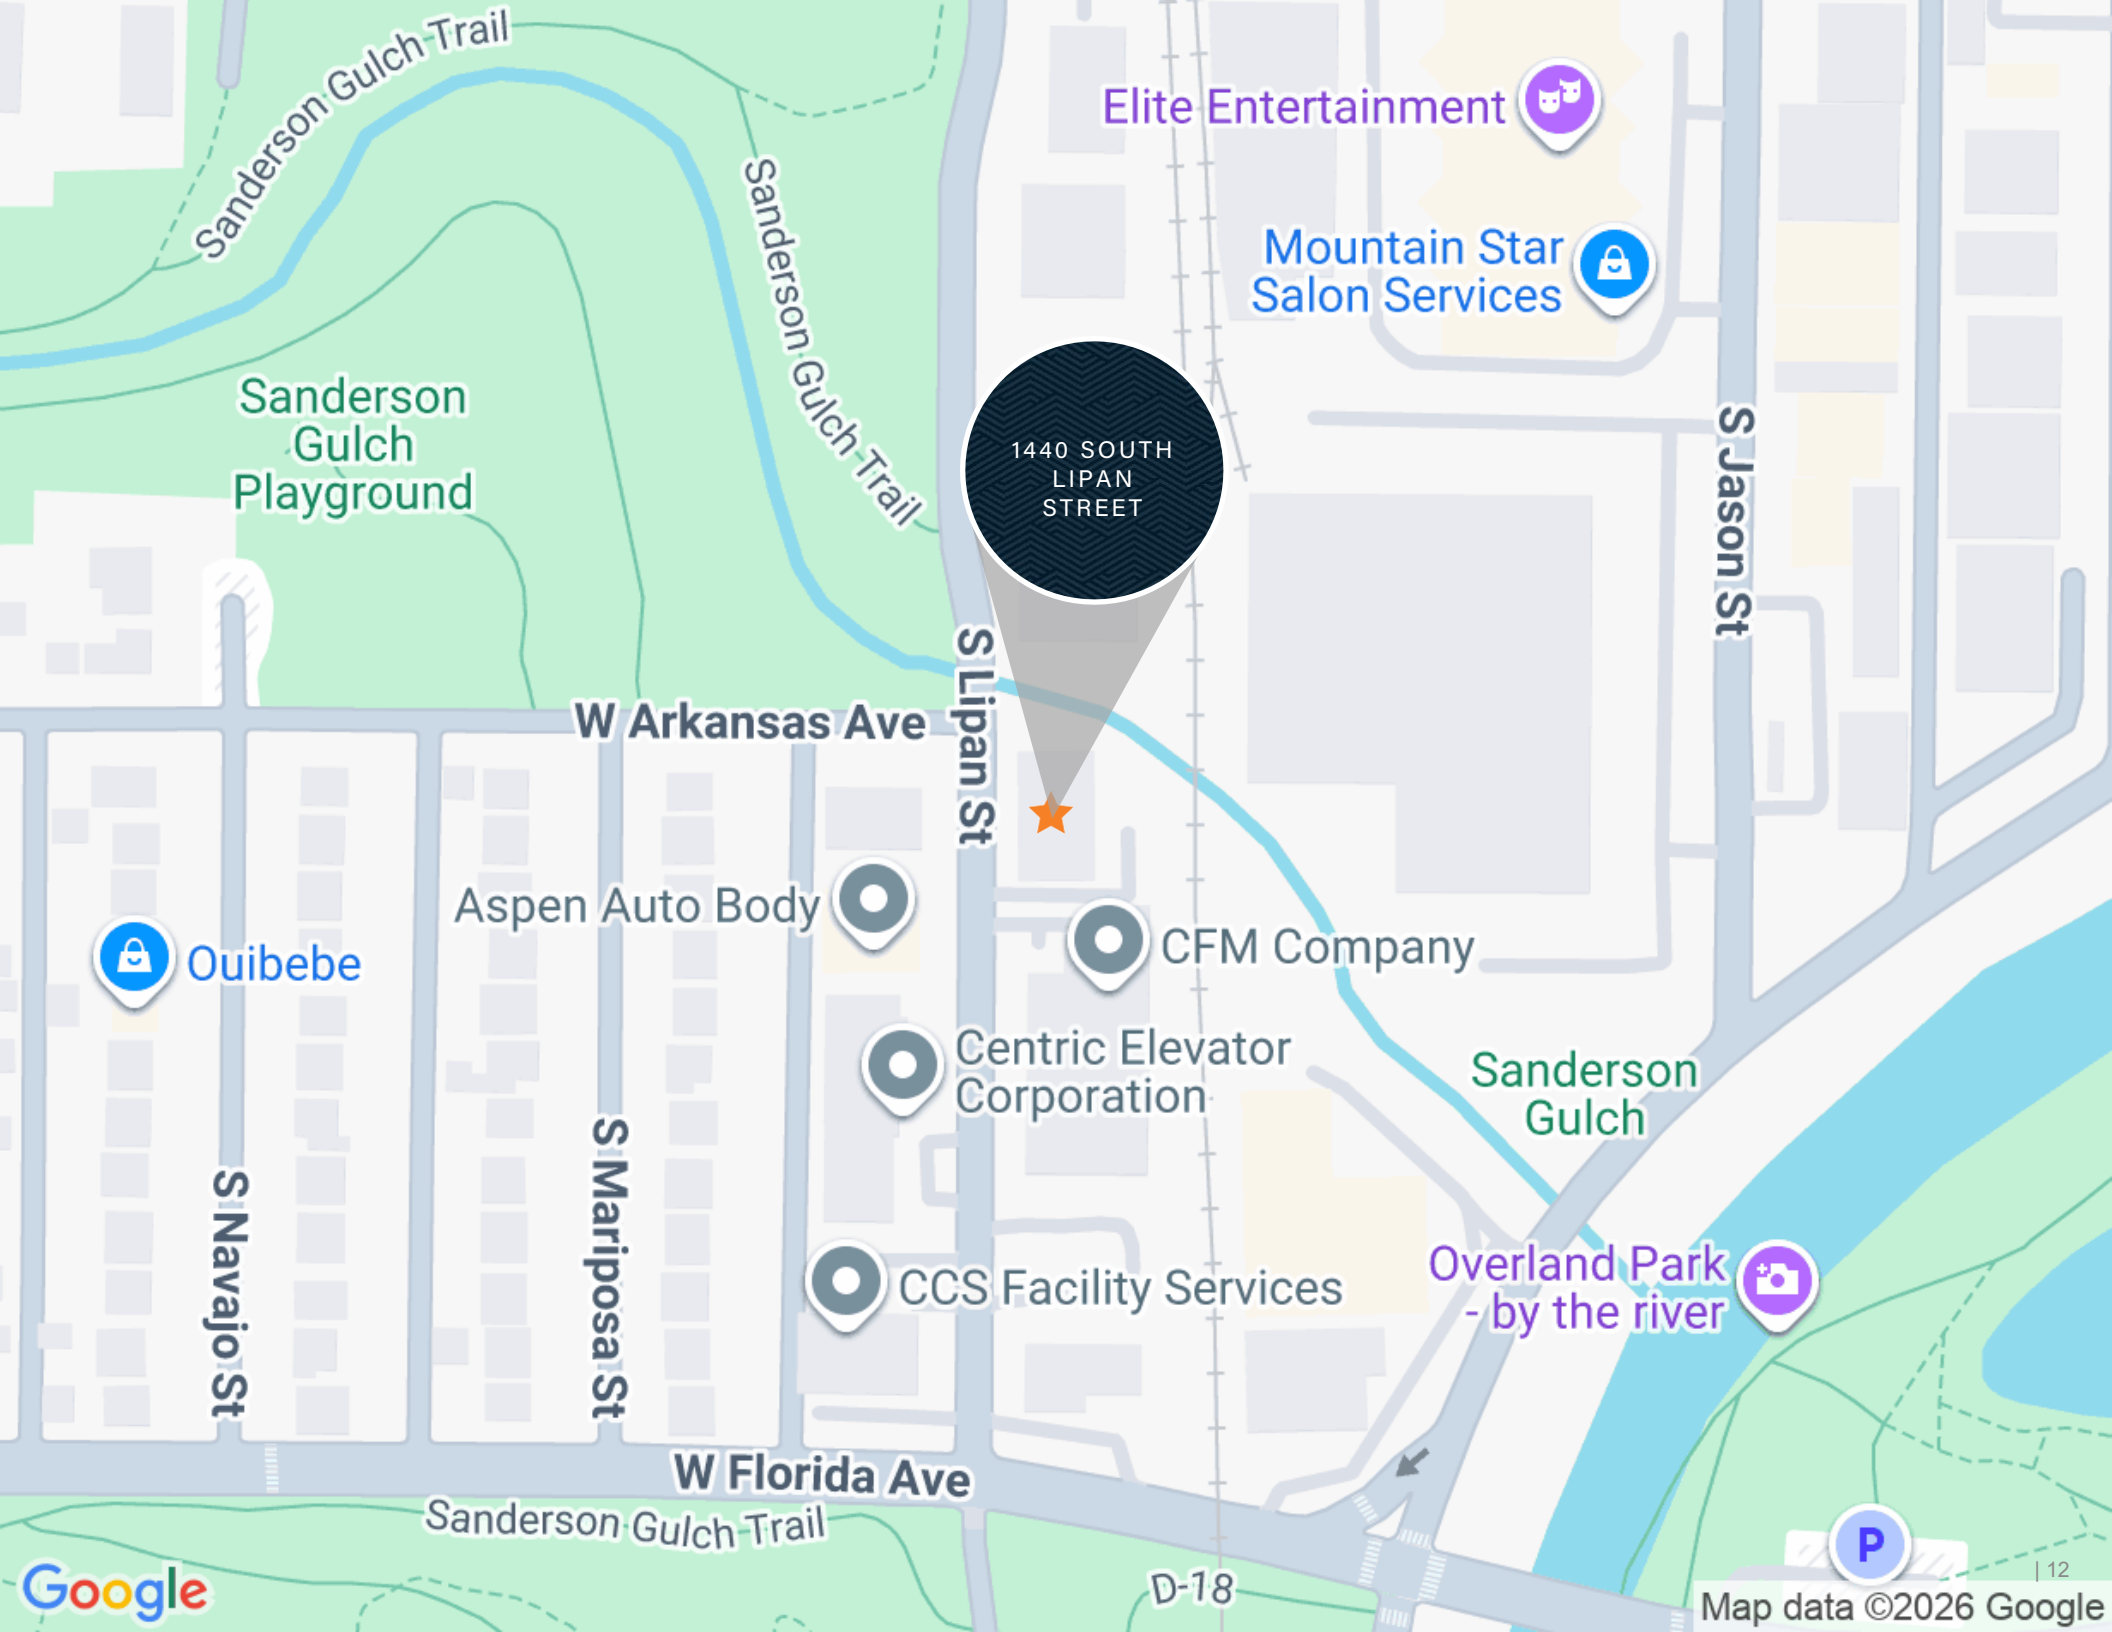 Sanderson Gulch Trail
Elite Entertainment
Sanderson Gulch Trail
Mountain Star
Salon Services
Sanderson
Gulch
Playground
1440 SOUTH
LIPAN
STREET
S Jason St
W Arkansas Ave
S Lipan St
Aspen Auto Body
Ouibebe
CFM Company
Centric Elevator
Corporation
Sanderson
Gulch
S Navajo St
S Mariposa St
CCS Facility Services
Overland Park
- by the river
W Florida Ave
Sanderson Gulch Trail
D-18
P
| 12
Google
Map data ©2026 Google